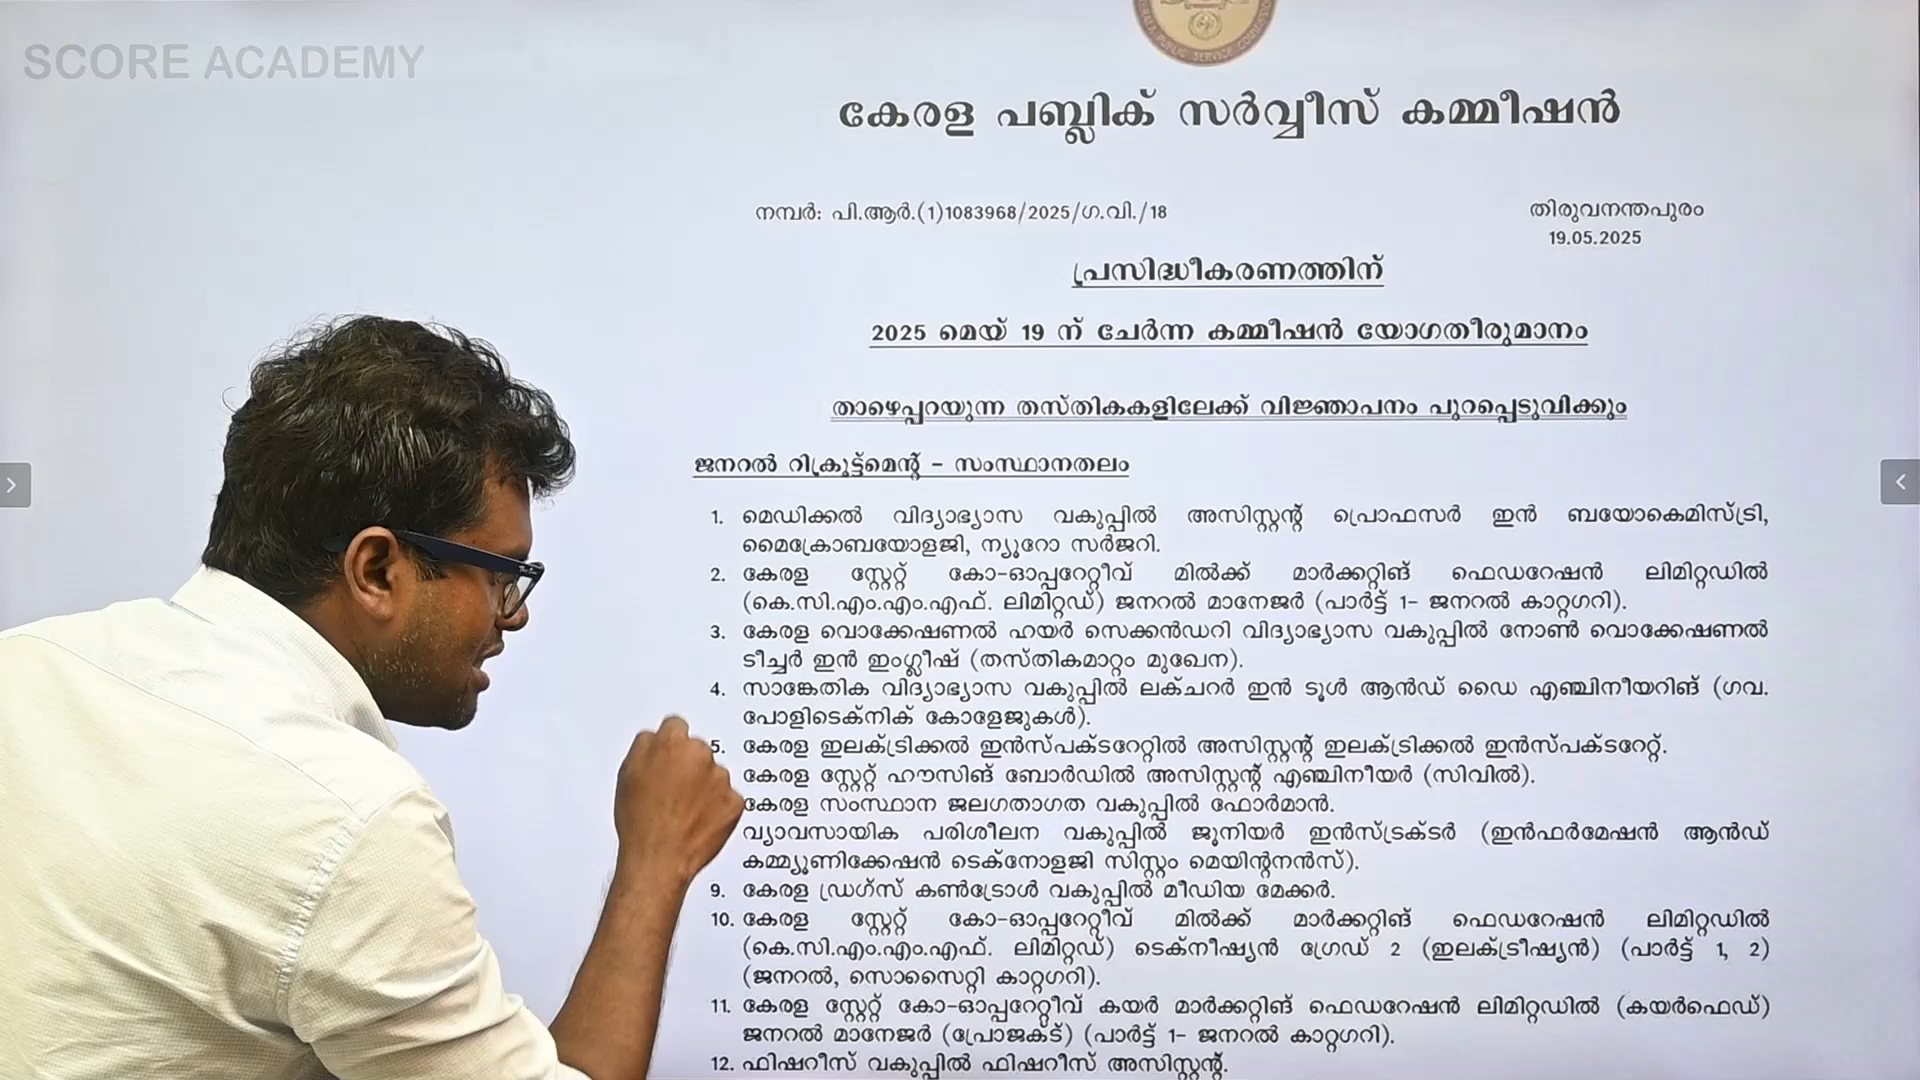 SCORE ACADEMY
PUBLIC SERVICE COMMISSION
കേരള പബ്ലിക് സർവ്വീസ് കമ്മീഷൻ
നമ്പർ: പി.ആർ.(1)1083968/2025/ഗ.വി./18
തിരുവനന്തപുരം
19.05.2025
പ്രസിദ്ധീകരണത്തിന്
2025 മെയ് 19 ന് ചേർന്ന കമ്മീഷൻ യോഗതീരുമാനം
താഴെപ്പറയുന്ന തസ്തികകളിലേക്ക് വിജ്ഞാപനം പുറപ്പെടുവിക്കും
ജനറൽ റിക്രൂട്ട്മെന്റ് – സംസ്ഥാനതലം
1. മെഡിക്കൽ വിദ്യാഭ്യാസ വകുപ്പിൽ അസിസ്റ്റന്റ് പ്രൊഫസർ ഇൻ ബയോകെമിസ്ട്രി,
മൈക്രോബയോളജി, ന്യൂറോ സർജറി.
2. കേരള സ്റ്റേറ്റ് കോ-ഓപ്പറേറ്റീവ് മിൽക്ക് മാർക്കറ്റിങ് ഫെഡറേഷൻ ലിമിറ്റഡിൽ
(കെ.സി.എം.എം.എഫ്. ലിമിറ്റഡ്) ജനറൽ മാനേജർ (പാർട്ട് 1- ജനറൽ കാറ്റഗറി).
3. കേരള വൊക്കേഷണൽ ഹയർ സെക്കൻഡറി വിദ്യാഭ്യാസ വകുപ്പിൽ നോൺ വൊക്കേഷണൽ
ടീച്ചർ ഇൻ ഇംഗ്ലീഷ് (തസ്തികമാറ്റം മുഖേന).
4. സാങ്കേതിക വിദ്യാഭ്യാസ വകുപ്പിൽ ലക്ചറർ ഇൻ ടൂൾ ആൻഡ് ഡൈ എഞ്ചിനീയറിങ് (ഗവ.
പോളിടെക്നിക് കോളേജുകൾ).
5. കേരള ഇലക്ട്രിക്കൽ ഇൻസ്പക്ടറേറ്റിൽ അസിസ്റ്റന്റ് ഇലക്ട്രിക്കൽ ഇൻസ്പക്ടറേറ്റ്.
കേരള സ്റ്റേറ്റ് ഹൗസിങ് ബോർഡിൽ അസിസ്റ്റന്റ് എഞ്ചിനീയർ (സിവിൽ).
കേരള സംസ്ഥാന ജലഗതാഗത വകുപ്പിൽ ഫോർമാൻ.
വ്യാവസായിക പരിശീലന വകുപ്പിൽ ജൂനിയർ ഇൻസ്ട്രക്ടർ (ഇൻഫർമേഷൻ ആൻഡ്
കമ്മ്യൂണിക്കേഷൻ ടെക്നോളജി സിസ്റ്റം മെയിന്റനൻസ്).
9. കേരള ഡ്രഗ്സ് കൺട്രോൾ വകുപ്പിൽ മീഡിയ മേക്കർ.
10. കേരള സ്റ്റേറ്റ് കോ-ഓപ്പറേറ്റീവ് മിൽക്ക് മാർക്കറ്റിങ് ഫെഡറേഷൻ ലിമിറ്റഡിൽ
(കെ.സി.എം.എം.എഫ്. ലിമിറ്റഡ്) ടെക്നീഷ്യൻ ഗ്രേഡ് 2 (ഇലക്ട്രീഷ്യൻ) (പാർട്ട് 1, 2)
(ജനറൽ, സൊസൈറ്റി കാറ്റഗറി).
11. കേരള സ്റ്റേറ്റ് കോ-ഓപ്പറേറ്റീവ് കയർ മാർക്കറ്റിങ് ഫെഡറേഷൻ ലിമിറ്റഡിൽ (കയർഫെഡ്)
ജനറൽ മാനേജർ (പ്രോജക്ട്) (പാർട്ട് 1- ജനറൽ കാറ്റഗറി).
12. ഫിഷറീസ് വകുപ്പിൽ ഫിഷറീസ് അസിസ്റ്റന്റ്.